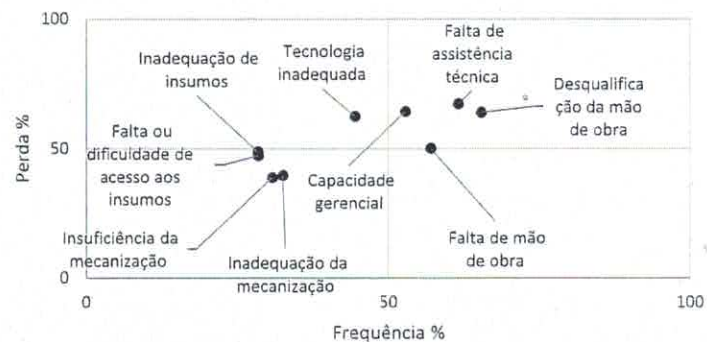 100
Perda %
50
0
0
50
100
Frequência %
Inadequação de
insumos
Tecnologia
inadequada
Falta de
assistência
técnica
Desqualifica
ção da mão
de obra
Falta ou
dificuldade de
acesso aos
insumos
Capacidade
gerencial
Insuficiência da
mecanização
Inadequação da
mecanização
Falta de mão
de obra